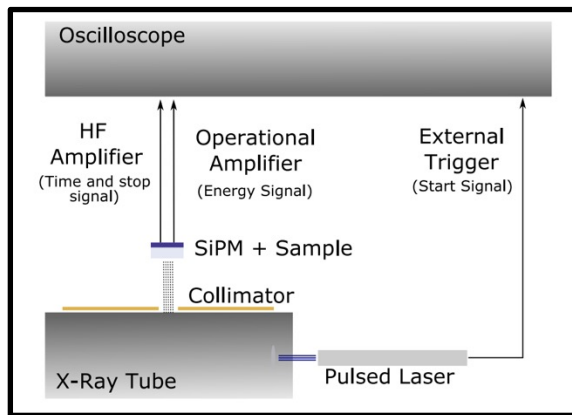 Oscilloscope
HF
Amplifier
(Time and stop
signal)
Operational
Amplifier
(Energy Signal)
External
Trigger
(Start Signal)
SiPM + Sample
Collimator
X-Ray Tube
Pulsed Laser